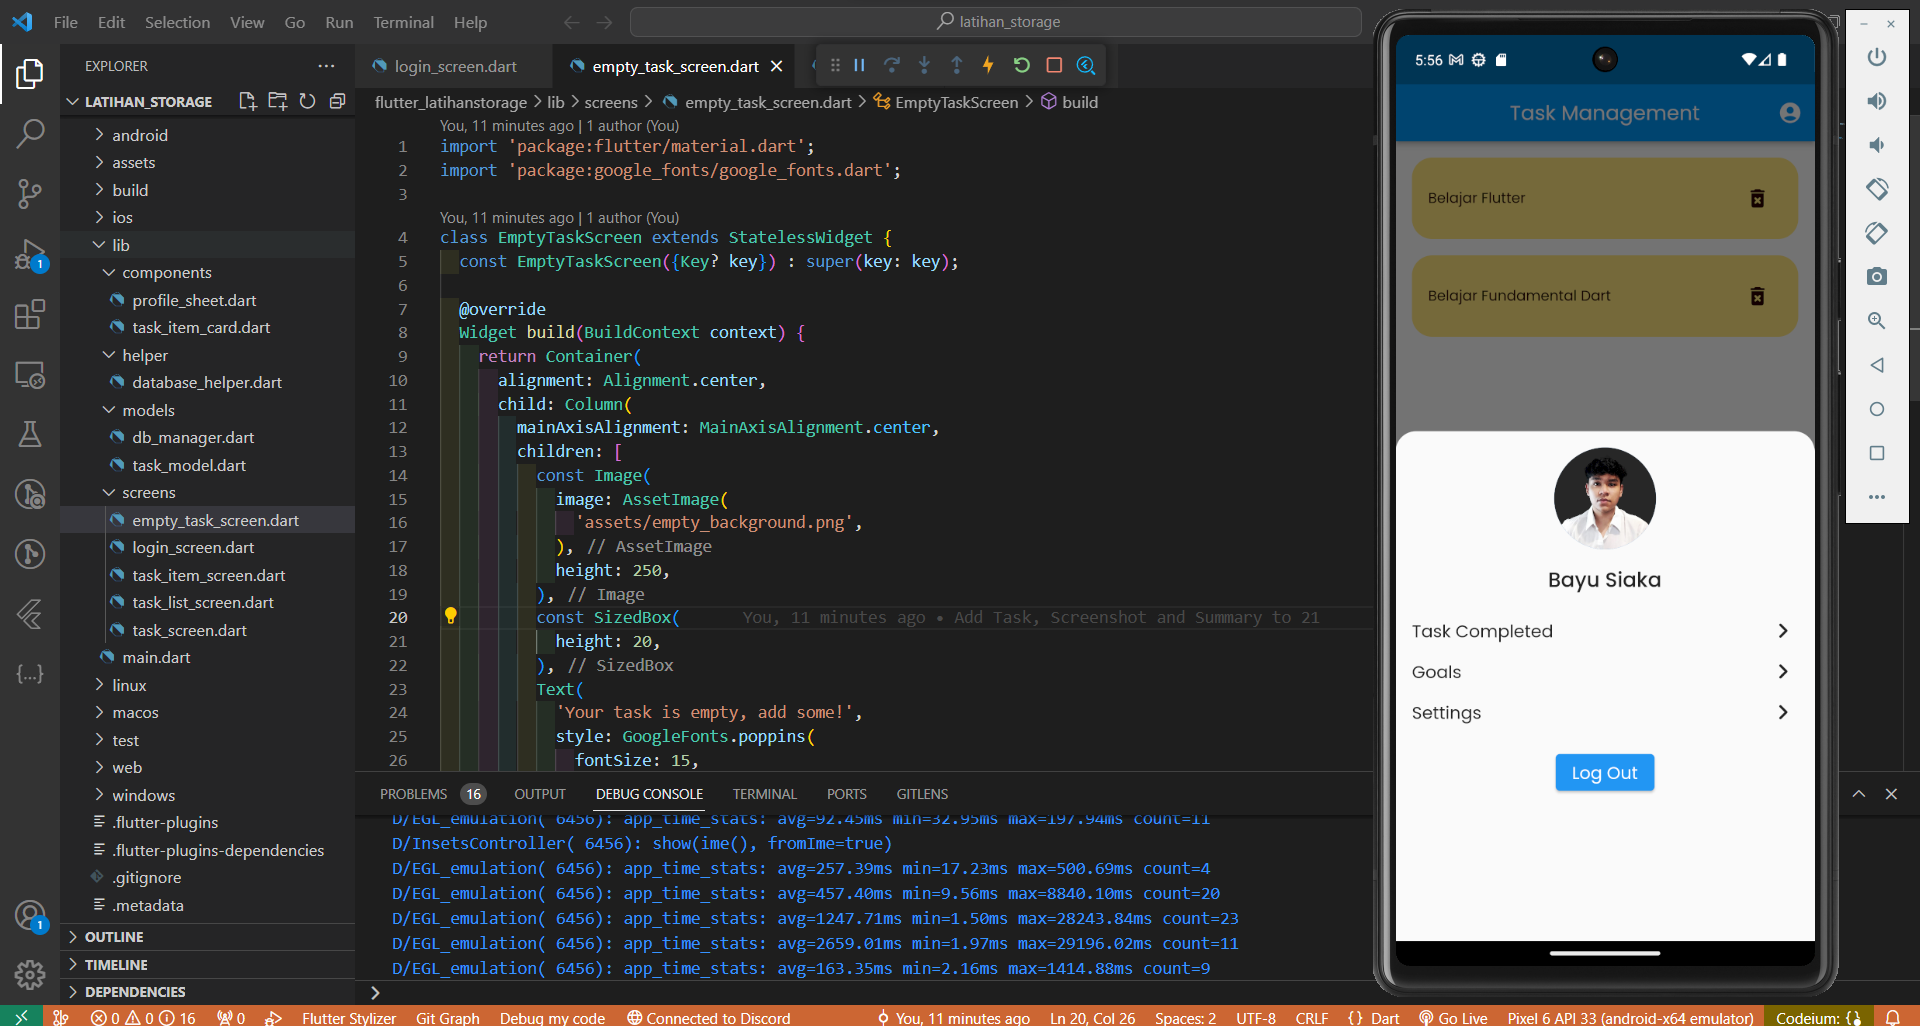 File Edit Selection View Go Run Terminal Help
latihan_storage
EXPLORER
LATIHAN_STORAGE
android
assets
build
ios
lib
components
profile_sheet.dart
task_item_card.dart
helper
database_helper.dart
models
db_manager.dart
task_model.dart
screens
empty_task_screen.dart
login_screen.dart
task_item_screen.dart
task_list_screen.dart
task_screen.dart
main.dart
linux
macos
test
web
windows
.flutter-plugins
.flutter-plugins-dependencies
.gitignore
.metadata
OUTLINE
TIMELINE
DEPENDENCIES
1
1
login_screen.dart
empty_task_screen.dart
flutter_latihanstorage > lib > screens > empty_task_screen.dart > EmptyTaskScreen > build
You, 11 minutes ago | 1 author (You)
1 import 'package:flutter/material.dart';
2 import 'package:google_fonts/google_fonts.dart';
3
You, 11 minutes ago | 1 author (You)
4 class EmptyTaskScreen extends StatelessWidget {
5 const EmptyTaskScreen({Key? key}) : super(key: key);
6
7 @override
8 Widget build(BuildContext context) {
9 return Container(
10 alignment: Alignment.center,
11 child: Column(
12 mainAxisAlignment: MainAxisAlignment.center,
13 children: [
14 const Image(
15 image: AssetImage(
16 'assets/empty_background.png',
17 ), // AssetImage
18 height: 250,
19 ), // Image
20 const SizedBox( You, 11 minutes ago • Add Task, Screenshot and Summary to 21
21 height: 20,
22 ), // SizedBox
23 Text(
24 'Your task is empty, add some!',
25 style: GoogleFonts.poppins(
26 fontSize: 15,
PROBLEMS 16 OUTPUT DEBUG CONSOLE TERMINAL PORTS GITLENS
D/EGL_emulation( 6456): app_time_stats: avg=92.45ms min=32.95ms max=197.94ms count=11
D/InsetsController( 6456): show(ime(), fromIme=true)
D/EGL_emulation( 6456): app_time_stats: avg=257.39ms min=17.23ms max=500.69ms count=4
D/EGL_emulation( 6456): app_time_stats: avg=457.40ms min=9.56ms max=8840.10ms count=20
D/EGL_emulation( 6456): app_time_stats: avg=1247.71ms min=1.50ms max=28243.84ms count=23
D/EGL_emulation( 6456): app_time_stats: avg=2659.01ms min=1.97ms max=29196.02ms count=11
D/EGL_emulation( 6456): app_time_stats: avg=163.35ms min=2.16ms max=1414.88ms count=9
5:56
Task Management
Belajar Flutter
Belajar Fundamental Dart
Bayu Siaka
Task Completed
Goals
Settings
Log Out
0 0 16 0 Flutter Stylizer Git Graph Debug my code Connected to Discord You, 11 minutes ago Ln 20, Col 26 Spaces: 2 UTF-8 CRLF {} Dart Go Live Pixel 6 API 33 (android-x64 emulator) Codeium: {}